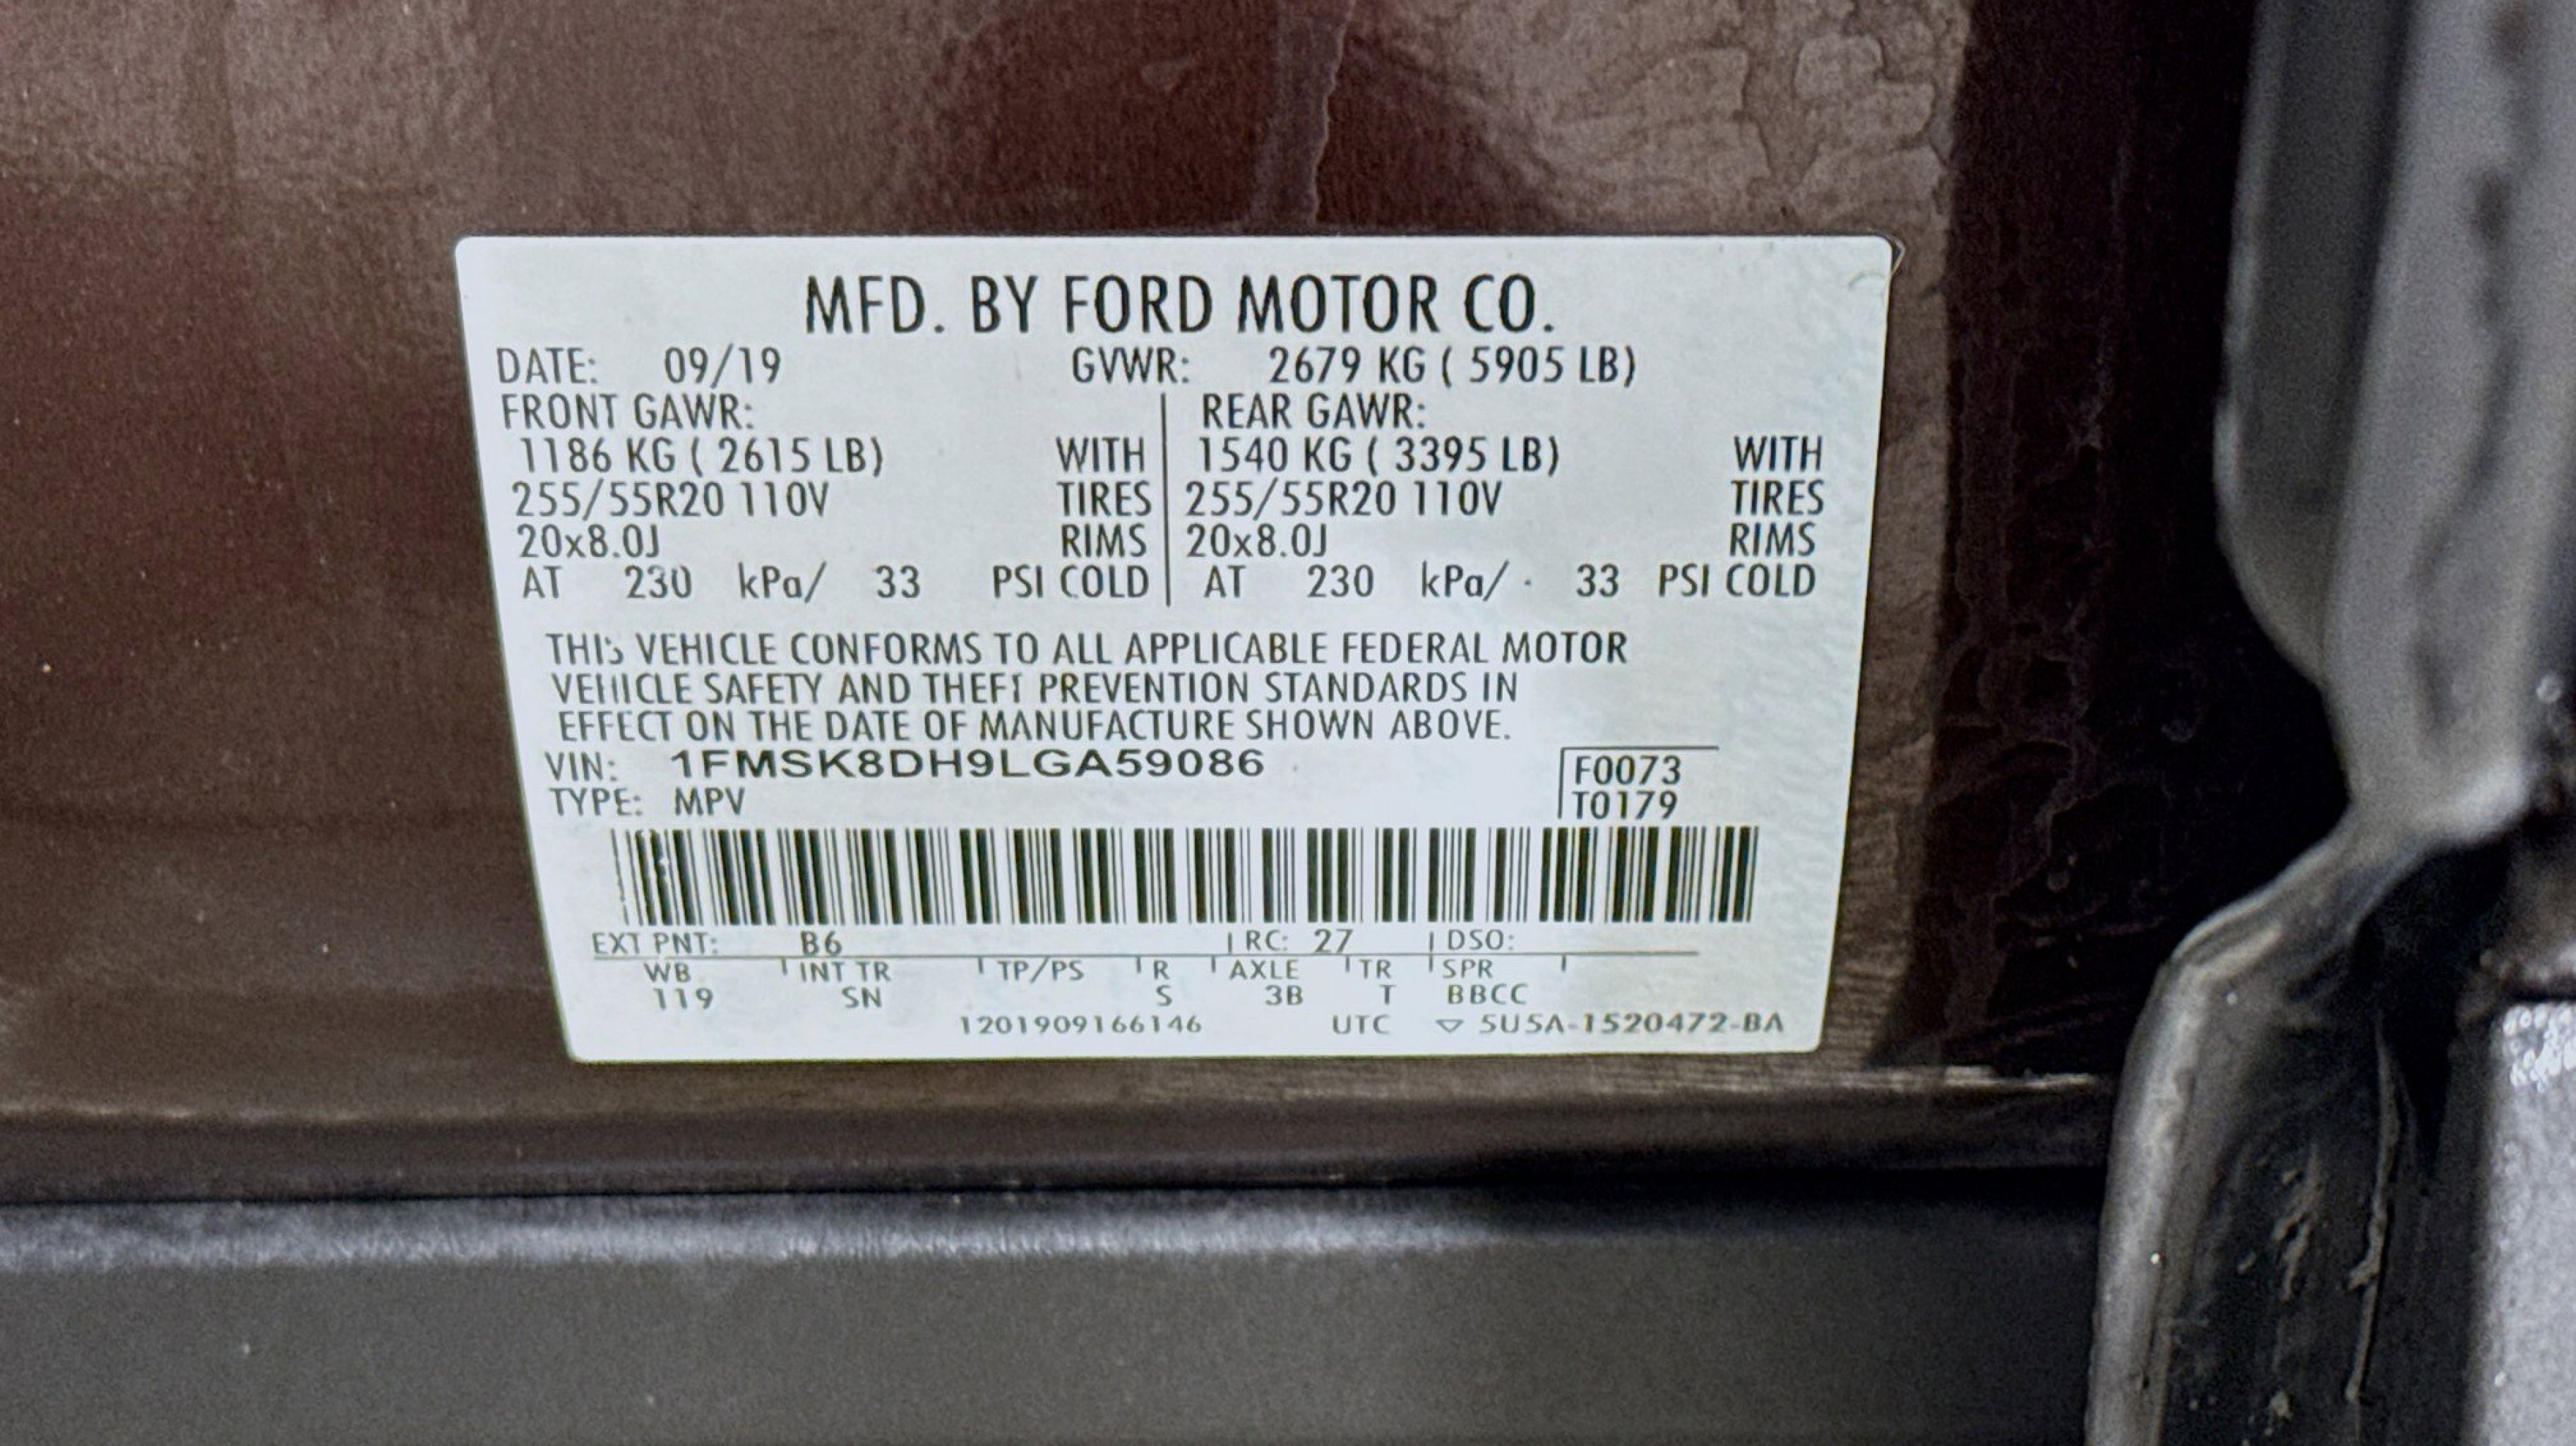 MFD. BY FORD MOTOR CO.
DATE: 09/19 GVWR: 2679 KG ( 5905 LB)
FRONT GAWR: REAR GAWR:
1186 KG ( 2615 LB) WITH 1540 KG ( 3395 LB) WITH
255/55R20 110V TIRES 255/55R20 110V TIRES
20x8.0J RIMS 20x8.0J RIMS
AT 230 kPa/ 33 PSI COLD AT 230 kPa/ 33 PSI COLD
THIS VEHICLE CONFORMS TO ALL APPLICABLE FEDERAL MOTOR
VEHICLE SAFETY AND THEFT PREVENTION STANDARDS IN
EFFECT ON THE DATE OF MANUFACTURE SHOWN ABOVE.
VIN: 1FMSK8DH9LGA59086 F0073
TYPE: MPV T0179
EXT PNT: B6 RC: 27 DSO:
WB INT TR TP/PS R AXLE TR SPR
119 SN S 3B T BBCC
1201909166146 UTC ▽ 5U5A-1520472-BA